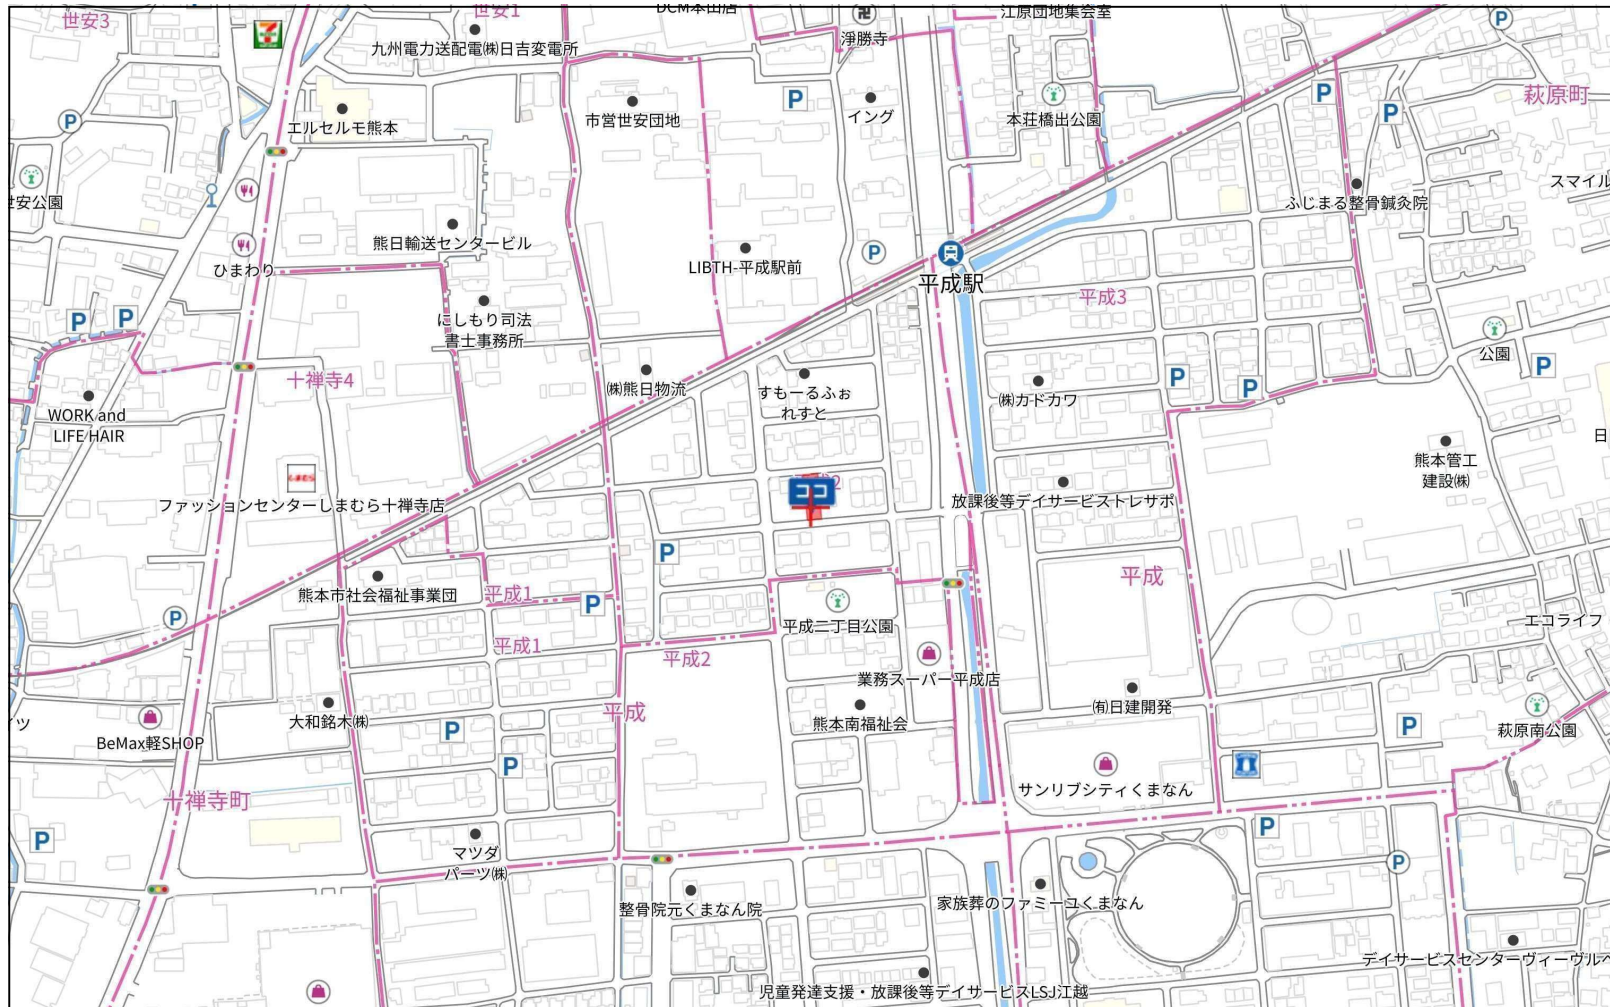 世安3
世安1
DCM本山店
江原団地集会室
九州電力送配電㈱日吉変電所
淨勝寺
P
エルセルモ熊本
市営世安団地
P
イング
本荘橋出公園
P
P
萩原町
P
世安公園
スマイル
ふじまる整骨鍼灸院
熊日輸送センタービル
ひまわり
LIBTH-平成駅前
P
平成駅
平成3
にしもり司法
書士事務所
P
P
公園
P
十禅寺4
㈱熊日物流
すもーるふぉ
れすと
㈱カドカワ
P
P
WORK and
LIFE HAIR
日
熊本管工
建設㈱
ファッションセンターしまむら十禅寺店
放課後等デイサービストレサポ
P
熊本市社会福祉事業団
平成1
P
平成
P
平成二丁目公園
エコライフ
平成1
平成2
業務スーパー平成店
平成
大和銘木㈱
熊本南福祉会
㈲日建開発
イツ
BeMax軽SHOP
P
P
萩原南公園
P
サンリブシティくまなん
十禅寺町
P
P
マツダ
パーツ㈱
P
整骨院元くまなん院
家族葬のファミーユくまなん
デイサービスセンターヴィーヴルペ
児童発達支援・放課後等デイサービスLSJ江越